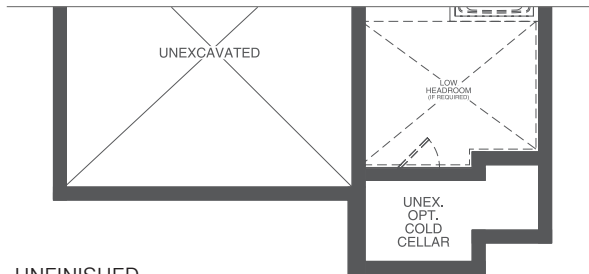 UNEXCAVATED
LOW
HEADROOM
(IF REQUIRED)
UNEX.
OPT.
COLD
CELLAR
UNFINISHED